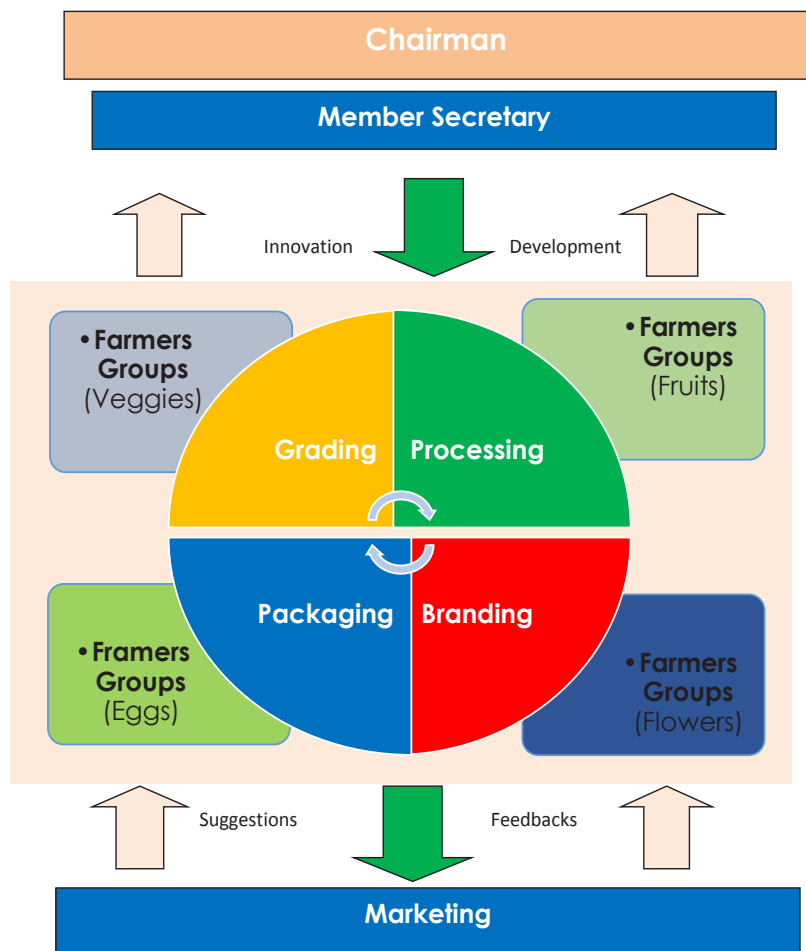 Chairman
Member Secretary
Innovation
Development
•Farmers
Groups
(Veggies)
•Farmers
Groups
(Fruits)
Grading
Processing
Packaging
Branding
•Framers
Groups
(Eggs)
•Farmers
Groups
(Flowers)
Suggestions
Feedbacks
Marketing